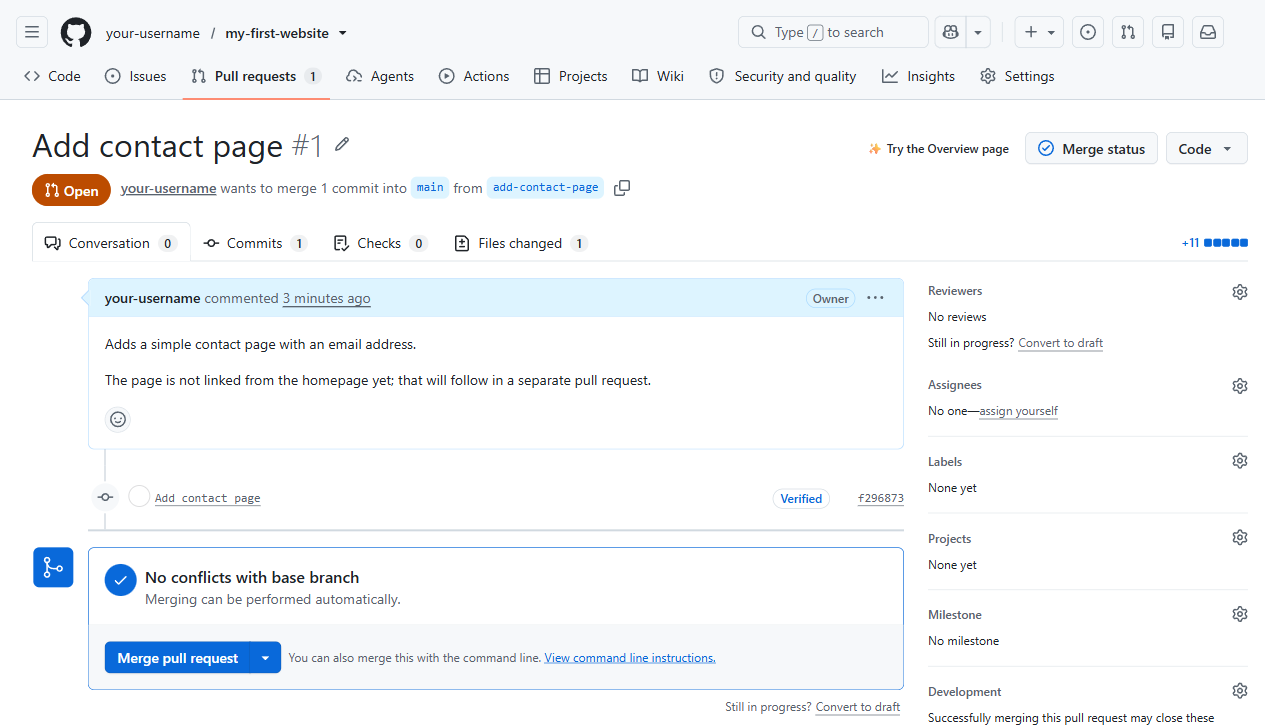 your-username / my-first-website
Type / to search
Code Issues Pull requests 1 Agents Actions Projects Wiki Security and quality Insights Settings
Add contact page #1
Try the Overview page Merge status Code
Open your-username wants to merge 1 commit into main from add-contact-page
Conversation 0 Commits 1 Checks 0 Files changed 1 +11
your-username commented 3 minutes ago Owner
Adds a simple contact page with an email address.
The page is not linked from the homepage yet; that will follow in a separate pull request.
Add contact page Verified f296873
No conflicts with base branch
Merging can be performed automatically.
Merge pull request You can also merge this with the command line. View command line instructions.
Still in progress? Convert to draft
Reviewers
No reviews
Still in progress? Convert to draft
Assignees
No one—assign yourself
Labels
None yet
Projects
None yet
Milestone
No milestone
Development
Successfully merging this pull request may close these